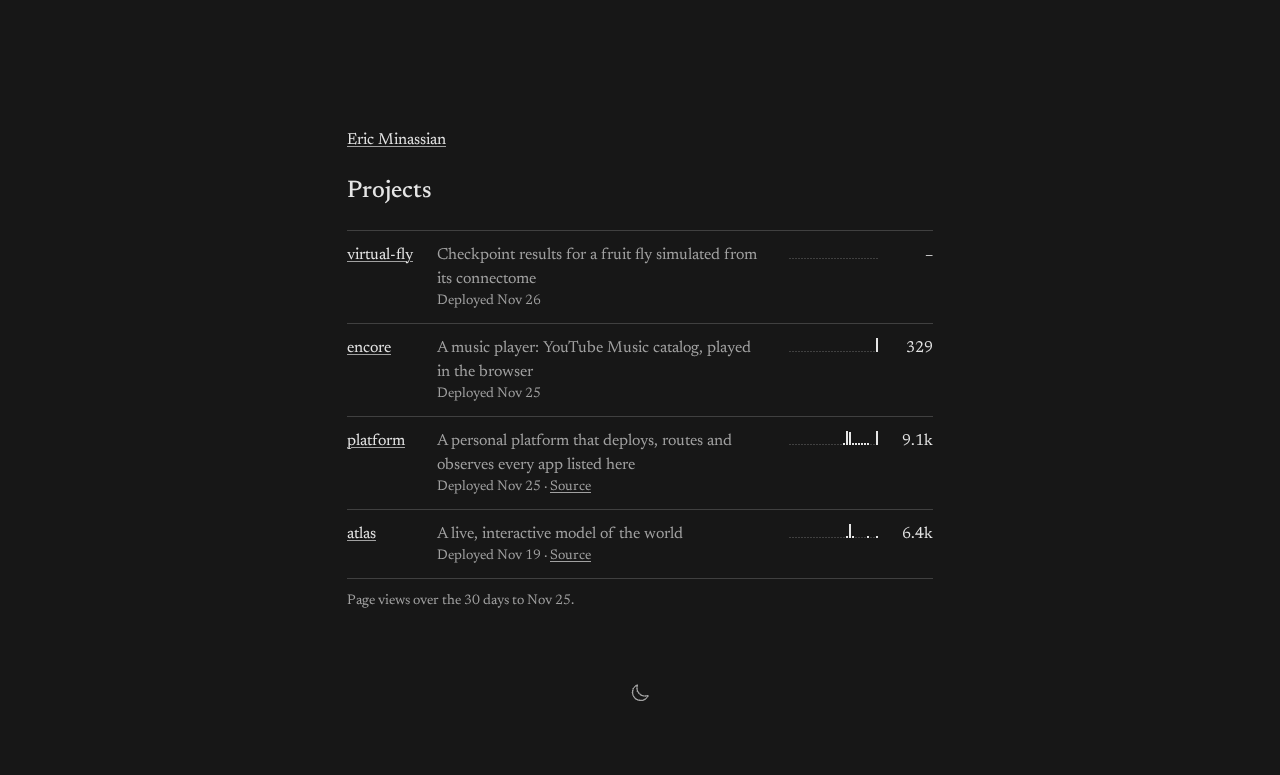 Eric Minassian
Projects
virtual-fly
Checkpoint results for a fruit fly simulated from
its connectome
Deployed Nov 26
–
encore
A music player: YouTube Music catalog, played
in the browser
Deployed Nov 25
329
platform
A personal platform that deploys, routes and
observes every app listed here
Deployed Nov 25 · Source
9.1k
atlas
A live, interactive model of the world
Deployed Nov 19 · Source
6.4k
Page views over the 30 days to Nov 25.